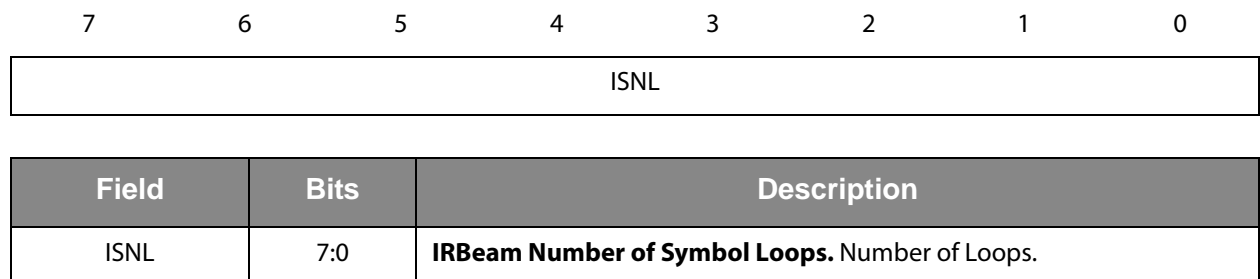 7 6 5 4 3 2 1 0
ISNL
Field Bits Description
ISNL 7:0 IRBeam Number of Symbol Loops. Number of Loops.